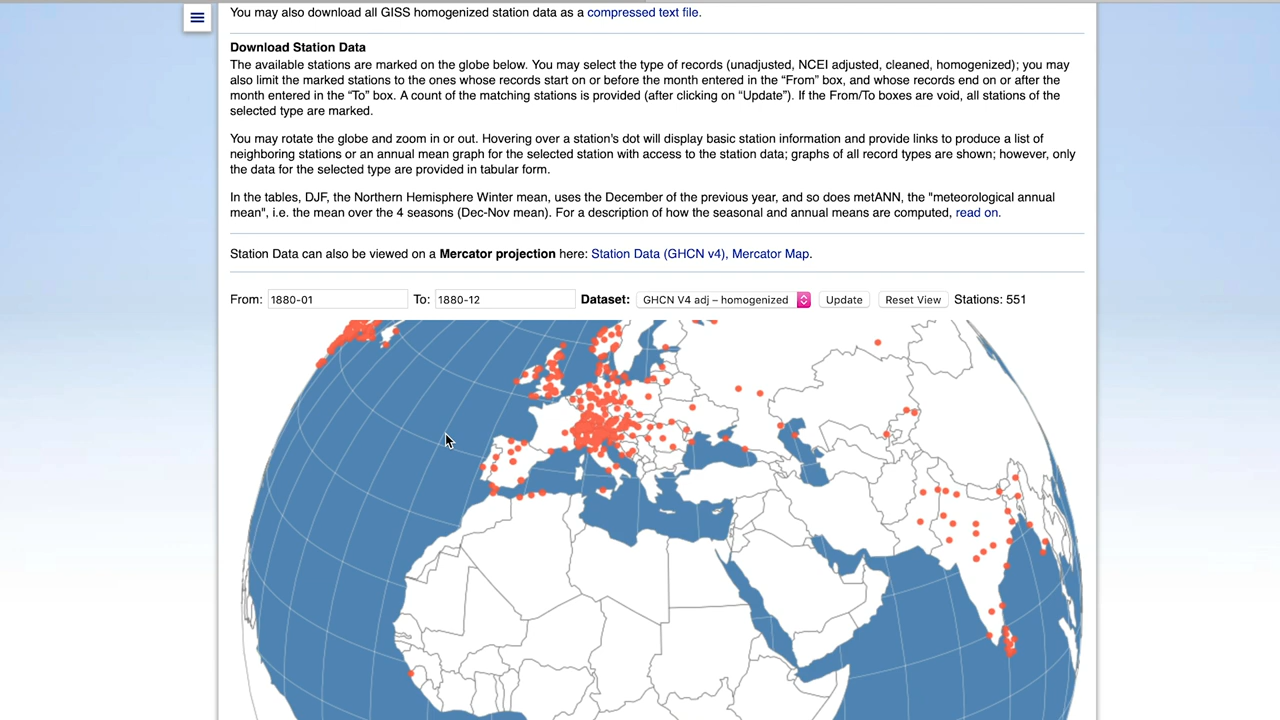 You may also download all GISS homogenized station data as a compressed text file.
Download Station Data
The available stations are marked on the globe below. You may select the type of records (unadjusted, NCEI adjusted, cleaned, homogenized); you may
also limit the marked stations to the ones whose records start on or before the month entered in the “From” box, and whose records end on or after the
month entered in the “To” box. A count of the matching stations is provided (after clicking on “Update”). If the From/To boxes are void, all stations of the
selected type are marked.
You may rotate the globe and zoom in or out. Hovering over a station's dot will display basic station information and provide links to produce a list of
neighboring stations or an annual mean graph for the selected station with access to the station data; graphs of all record types are shown; however, only
the data for the selected type are provided in tabular form.
In the tables, DJF, the Northern Hemisphere Winter mean, uses the December of the previous year, and so does metANN, the "meteorological annual
mean", i.e. the mean over the 4 seasons (Dec-Nov mean). For a description of how the seasonal and annual means are computed, read on.
Station Data can also be viewed on a Mercator projection here: Station Data (GHCN v4), Mercator Map.
From: 1880-01 To: 1880-12 Dataset: GHCN V4 adj – homogenized Update Reset View Stations: 551